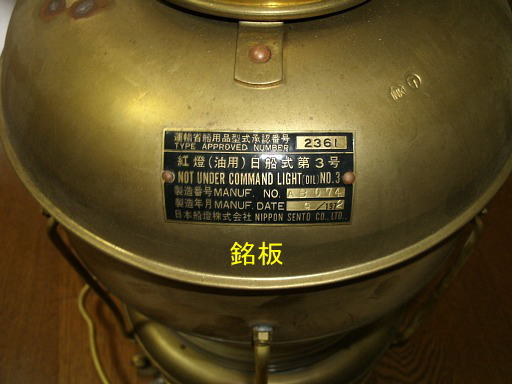 運輸省船用品型式承認番号
TYPE APPROVED NUMBER 2361
紅燈(油用)日船式第3号
NOT UNDER COMMAND LIGHT (OIL) NO.3
製造番号 MANUF. NO. AB074
製造年月 MANUF. DATE 5/1972
日本船燈株式会社 NIPPON SENTO CO., LTD.
銘板